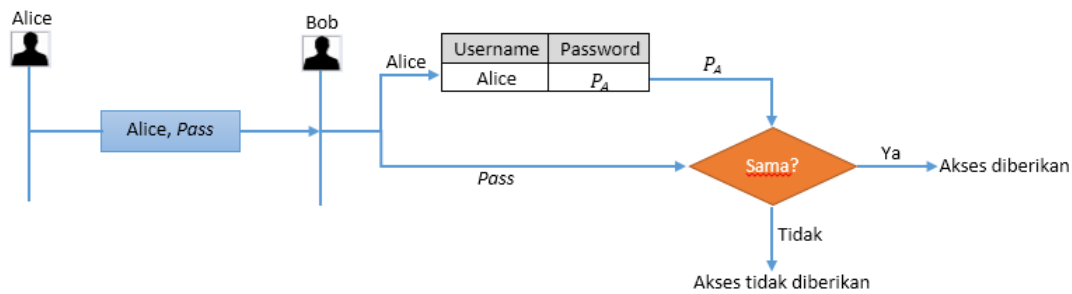 Alice
Bob
Alice, Pass
Alice
Username Password
Alice P_A
P_A
Pass
Sama?
Ya
Akses diberikan
Tidak
Akses tidak diberikan